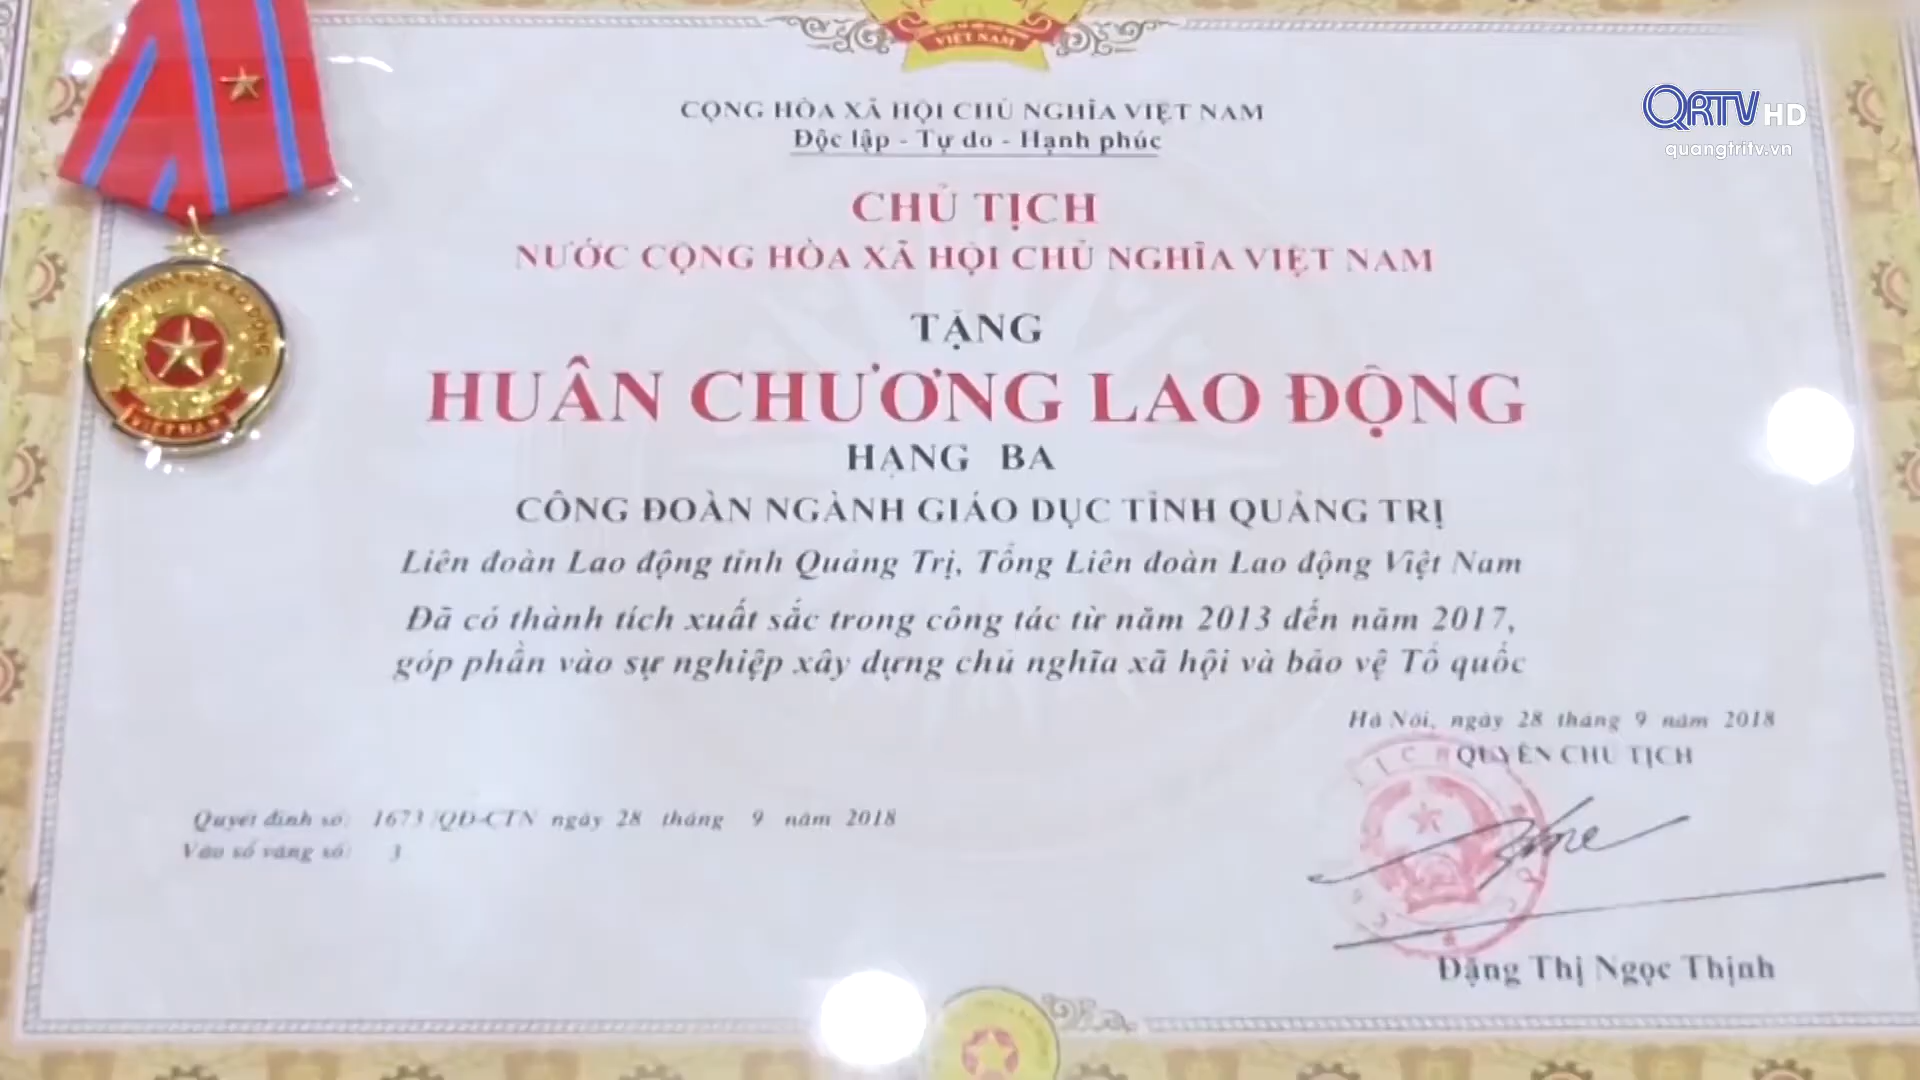 VIỆT NAM
QRTV HD
quangtritv.vn
CỘNG HÒA XÃ HỘI CHỦ NGHĨA VIỆT NAM
Độc lập - Tự do - Hạnh phúc
CHỦ TỊCH
NƯỚC CỘNG HÒA XÃ HỘI CHỦ NGHĨA VIỆT NAM
TẶNG
HUÂN CHƯƠNG LAO ĐỘNG
HẠNG BA
HUÂN CHƯƠNG LAO ĐỘNG
VIỆT NAM
CÔNG ĐOÀN NGÀNH GIÁO DỤC TỈNH QUẢNG TRỊ
Liên đoàn Lao động tỉnh Quảng Trị, Tổng Liên đoàn Lao động Việt Nam
Đã có thành tích xuất sắc trong công tác từ năm 2013 đến năm 2017,
góp phần vào sự nghiệp xây dựng chủ nghĩa xã hội và bảo vệ Tổ quốc
Hà Nội, ngày 28 tháng 9 năm 2018
QUYỀN CHỦ TỊCH
Quyết định số: 1673 /QĐ-CTN ngày 28 tháng 9 năm 2018
Vào sổ vàng số: 3
Đặng Thị Ngọc Thịnh